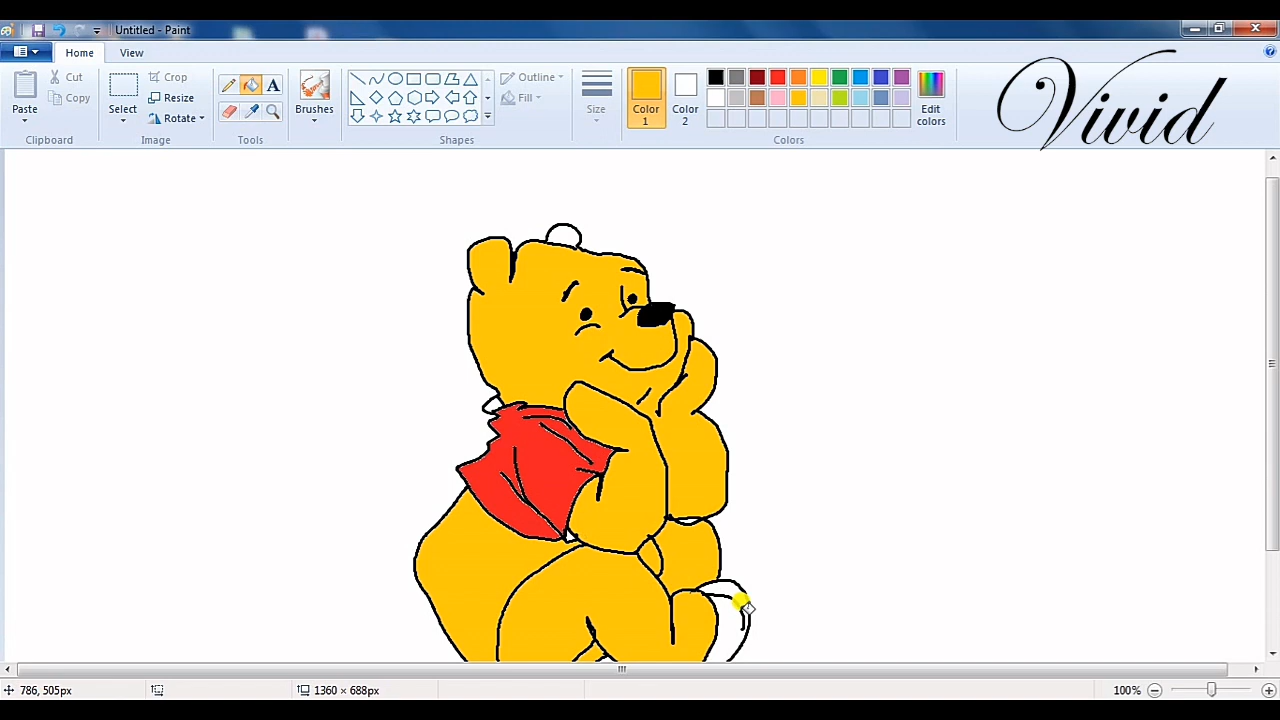 Untitled - Paint
Home View
Cut
Copy
Paste
Clipboard
Select
Crop
Resize
Rotate
Image
A
Tools
Brushes
Outline
Fill
Shapes
Size
Color 1
Color 2
Edit colors
Colors
Vivid
786, 505px
1360 × 688px
100%